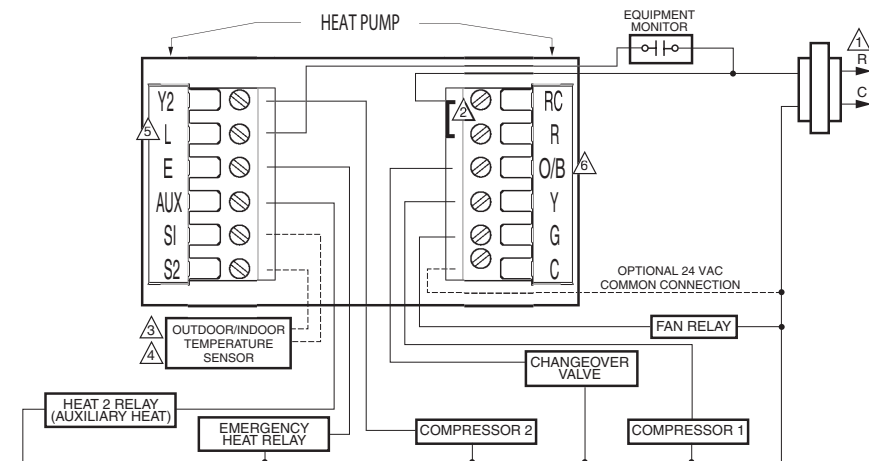 HEAT PUMP
EQUIPMENT
MONITOR
1
R
C
Y2
L
E
AUX
S1
S2
5
2
RC
R
O/B
Y
G
C
6
OPTIONAL 24 VAC
COMMON CONNECTION
3
4
OUTDOOR/INDOOR
TEMPERATURE
SENSOR
FAN RELAY
CHANGEOVER
VALVE
HEAT 2 RELAY
(AUXILIARY HEAT)
EMERGENCY
HEAT RELAY
COMPRESSOR 2
COMPRESSOR 1